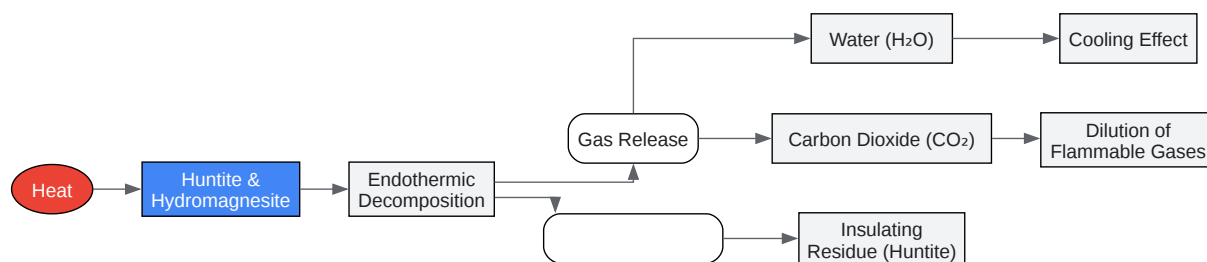 Heat
Huntite &
Hydromagnesite
Endothermic
Decomposition
Gas Release
Water (H₂O)
Cooling Effect
Carbon Dioxide (CO₂)
Dilution of
Flammable Gases
Insulating
Residue (Huntite)